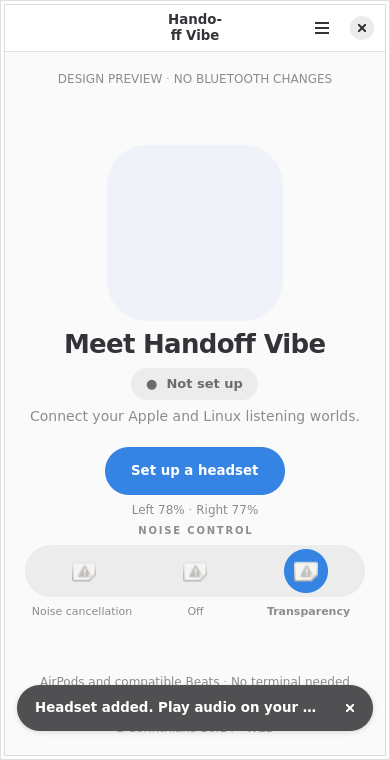 Hando-
ff Vibe
DESIGN PREVIEW · NO BLUETOOTH CHANGES
Meet Handoff Vibe
Not set up
Connect your Apple and Linux listening worlds.
Set up a headset
Left 78% · Right 77%
NOISE CONTROL
Noise cancellation
Off
Transparency
AirPods and compatible Beats · No terminal needed
Headset added. Play audio on your …